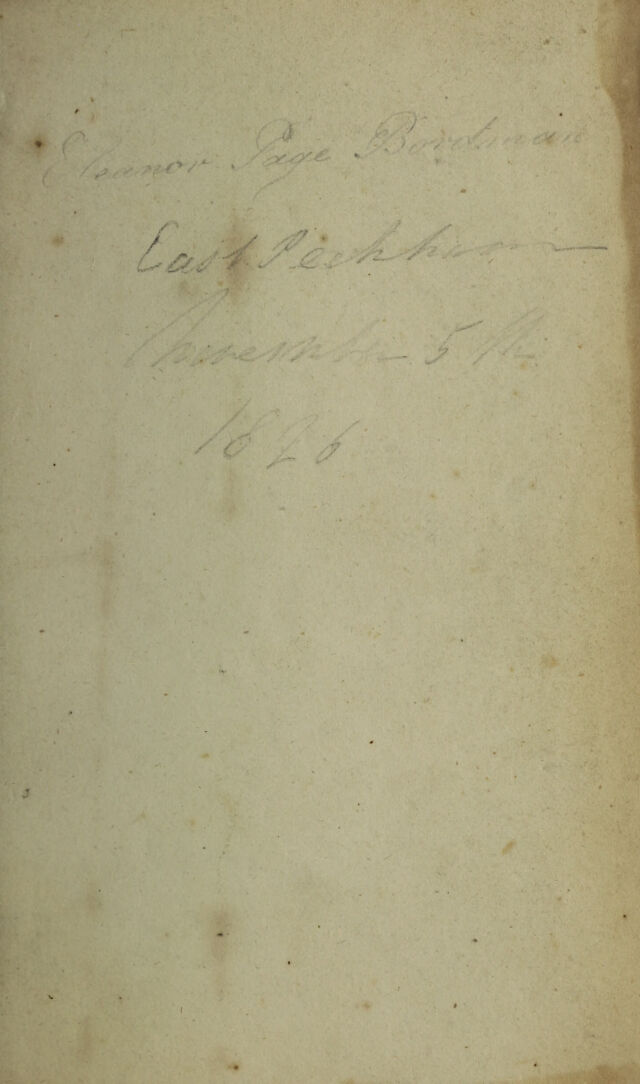 Eleanor Page Bordman
East Peckham
November 5th
1826